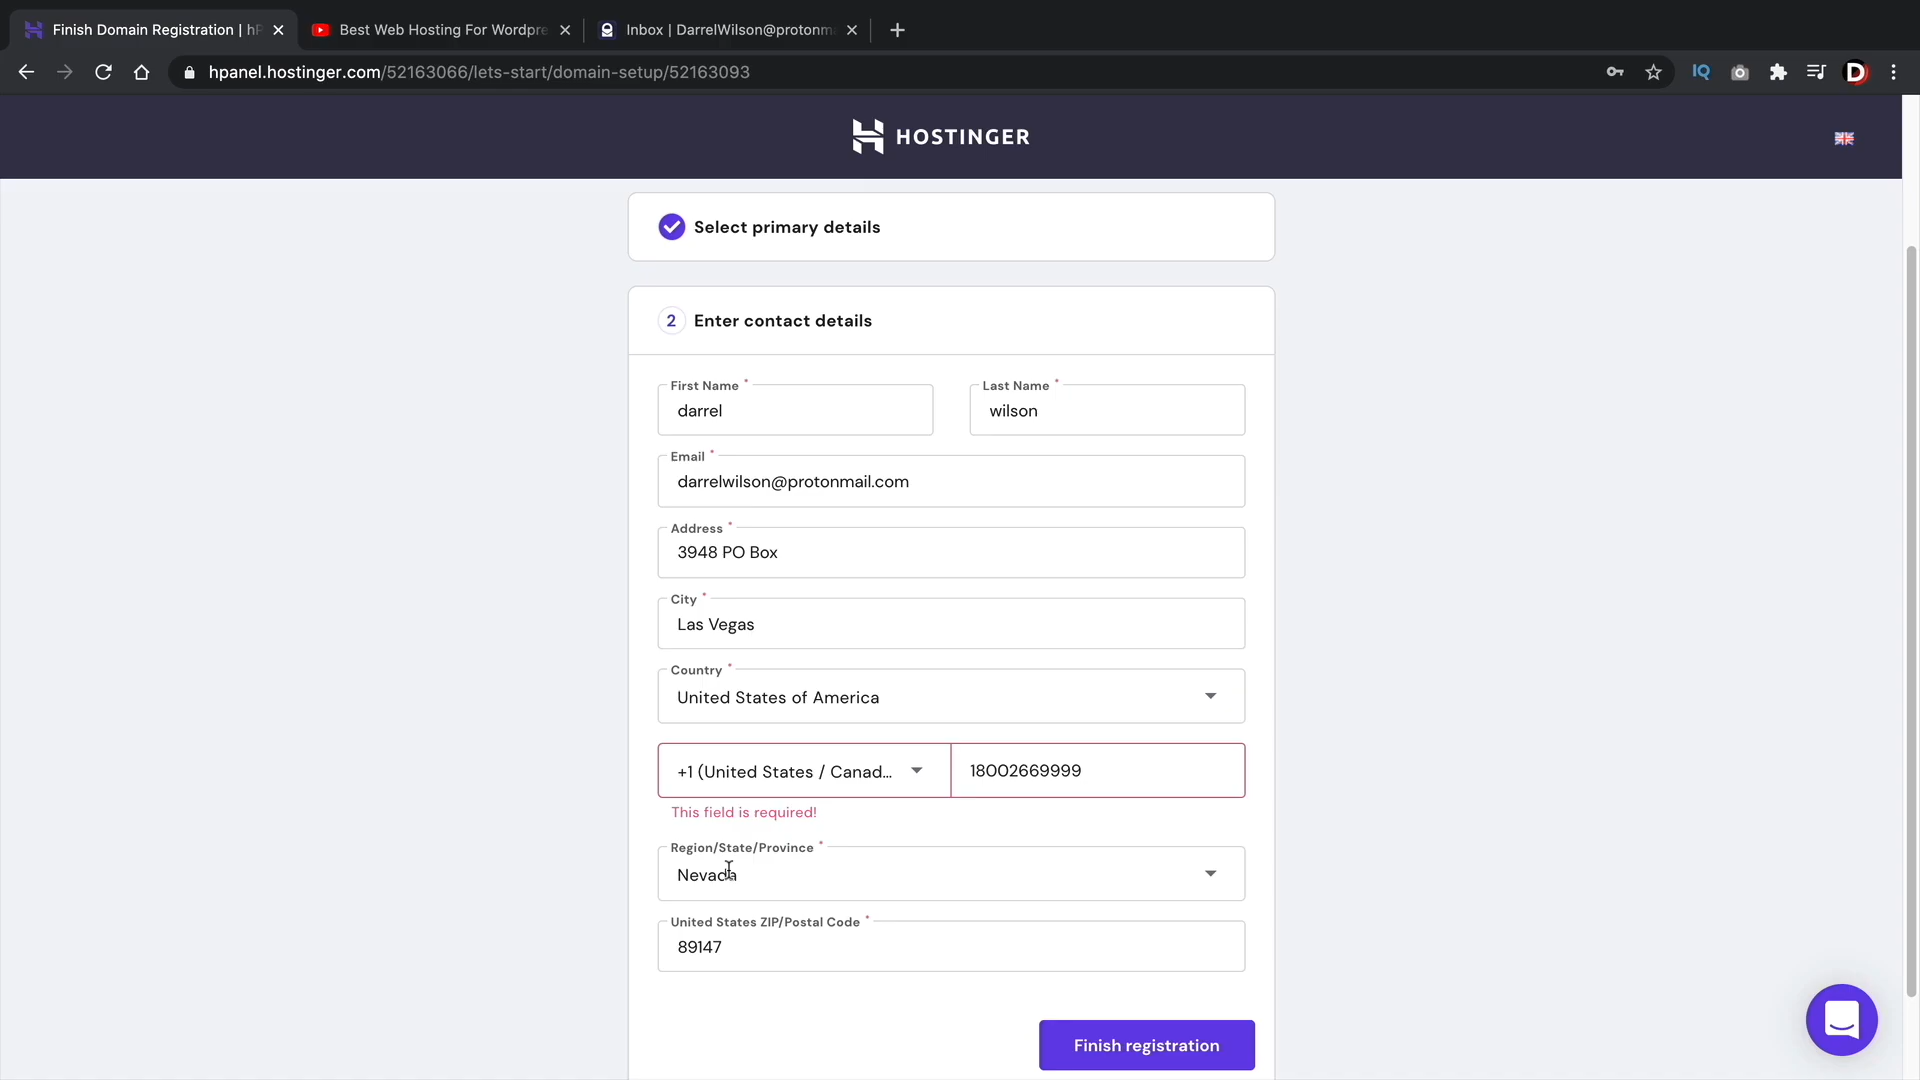 Finish Domain Registration | hP
Best Web Hosting For Wordpre
Inbox | DarrelWilson@protonm
hpanel.hostinger.com/52163066/lets-start/domain-setup/52163093
IQ
D
HOSTINGER
Select primary details
2 Enter contact details
First Name *
darrel
Last Name *
wilson
Email *
darrelwilson@protonmail.com
Address *
3948 PO Box
City *
Las Vegas
Country *
United States of America
+1 (United States / Canad...
18002669999
This field is required!
Region/State/Province *
Nevada
United States ZIP/Postal Code *
89147
Finish registration